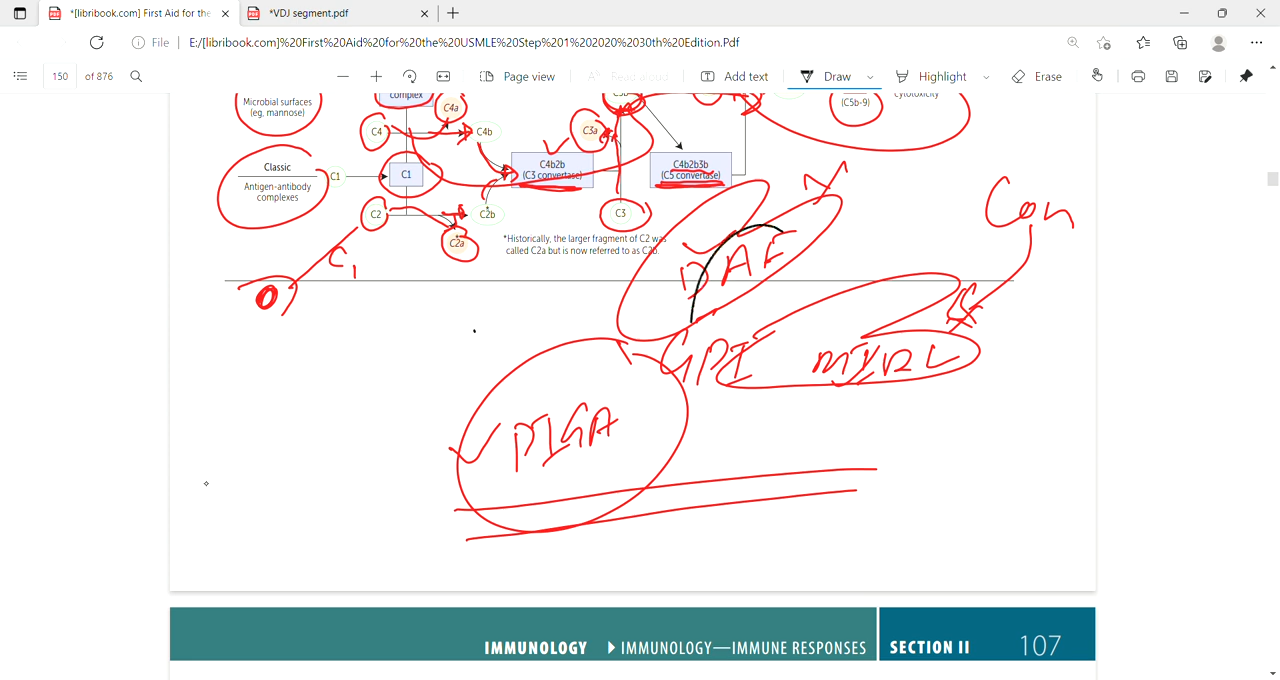 *[libribook.com] First Aid for the
*VDJ segment.pdf
File
E:/[libribook.com]%20First%20Aid%20for%20the%20USMLE%20Step%201%202020%2030th%20Edition.Pdf
150 of 876
Page view
Read aloud
Add text
Draw
Highlight
Erase
Microbial surfaces
(eg, mannose)
complex
C4a
C3b
(C5b-9)
cytotoxicity
C4
C4b
C3a
Classic
Antigen-antibody
complexes
C1
C1
C4b2b
(C3 convertase)
C4b2b3b
(C5 convertase)
C2
C2b
C3
C2a
*Historically, the larger fragment of C2 was
called C2a but is now referred to as C2b.
C1
DAF
GPI
MIRL
PIGA
IMMUNOLOGY
IMMUNOLOGY—IMMUNE RESPONSES
SECTION II
107